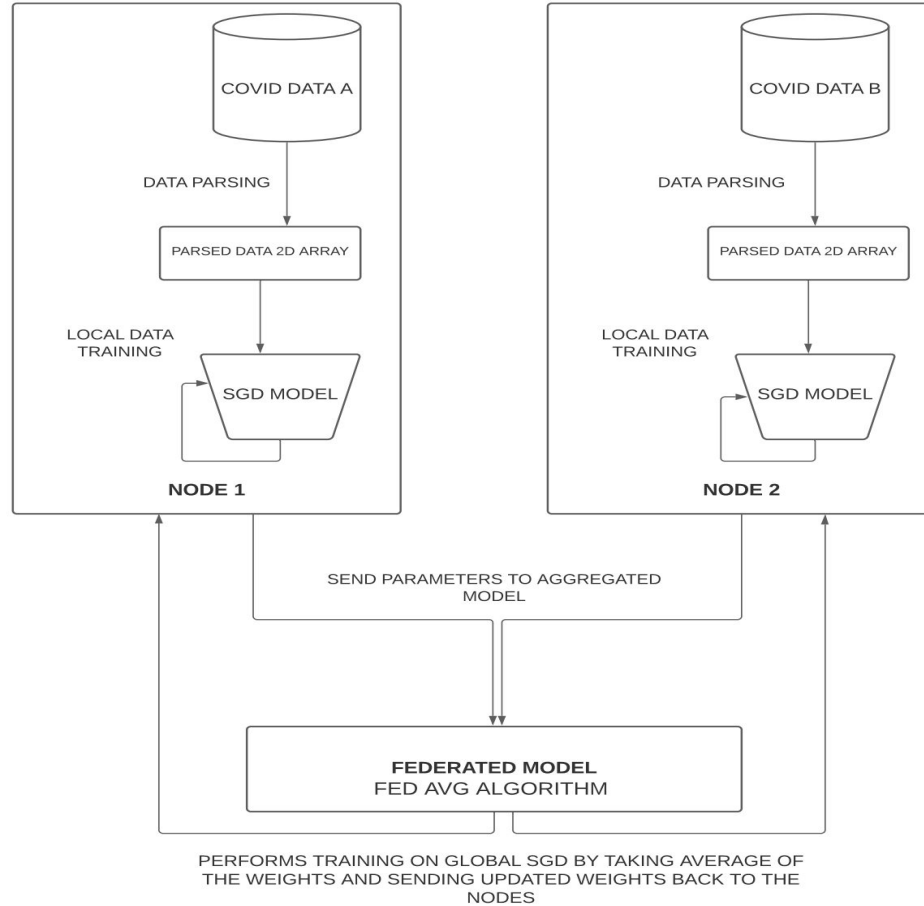 COVID DATA A
DATA PARSING
PARSED DATA 2D ARRAY
LOCAL DATA
TRAINING
SGD MODEL
NODE 1
COVID DATA B
DATA PARSING
PARSED DATA 2D ARRAY
LOCAL DATA
TRAINING
SGD MODEL
NODE 2
SEND PARAMETERS TO AGGREGATED
MODEL
FEDERATED MODEL
FED AVG ALGORITHM
PERFORMS TRAINING ON GLOBAL SGD BY TAKING AVERAGE OF
THE WEIGHTS AND SENDING UPDATED WEIGHTS BACK TO THE
NODES